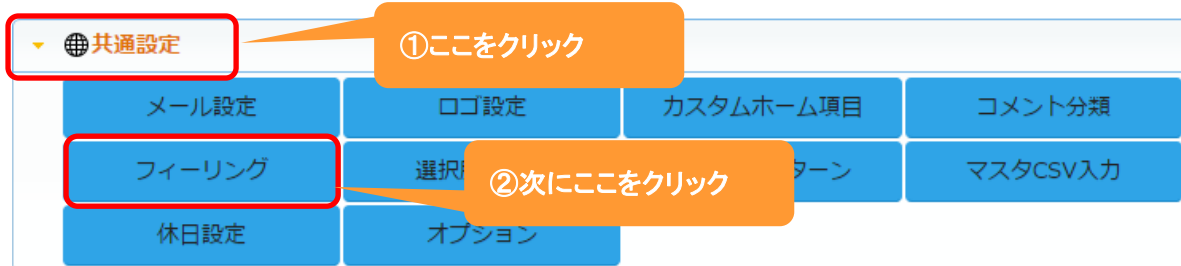 共通設定
①ここをクリック
メール設定
ロゴ設定
カスタムホーム項目
コメント分類
フィーリング
選択
②次にここをクリック
ターン
マスタCSV入力
休日設定
オプション